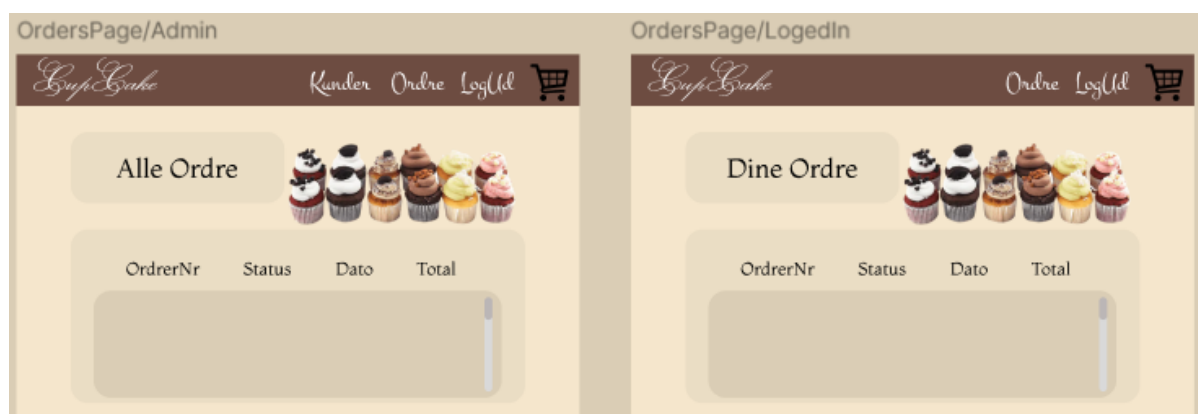 OrdersPage/Admin
CupCake Kunder Ordre LogUd
Alle Ordre
OrdrerNr Status Dato Total
OrdersPage/LogedIn
CupCake Ordre LogUd
Dine Ordre
OrdrerNr Status Dato Total